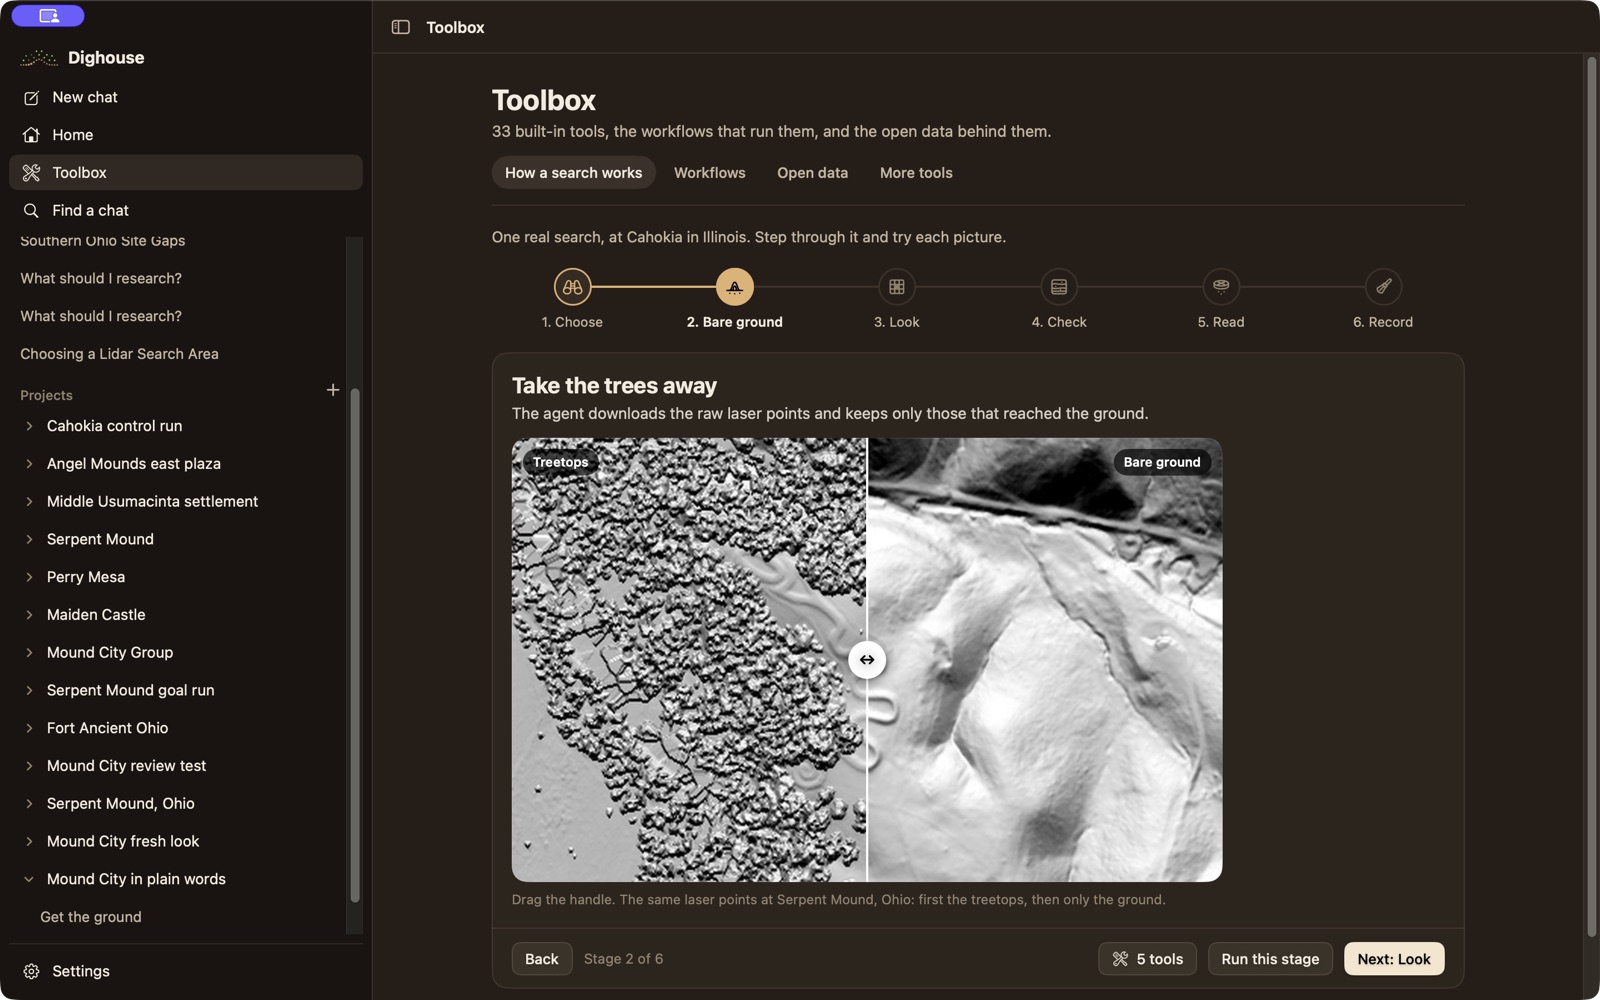 Dighouse
New chat
Home
Toolbox
Find a chat
Southern Ohio Site Gaps
What should I research?
What should I research?
Choosing a Lidar Search Area
Projects
Cahokia control run
Angel Mounds east plaza
Middle Usumacinta settlement
Serpent Mound
Perry Mesa
Maiden Castle
Mound City Group
Serpent Mound goal run
Fort Ancient Ohio
Mound City review test
Serpent Mound, Ohio
Mound City fresh look
Mound City in plain words
Get the ground
Settings
Toolbox
Toolbox
33 built-in tools, the workflows that run them, and the open data behind them.
How a search works
Workflows
Open data
More tools
One real search, at Cahokia in Illinois. Step through it and try each picture.
1. Choose
2. Bare ground
3. Look
4. Check
5. Read
6. Record
Take the trees away
The agent downloads the raw laser points and keeps only those that reached the ground.
Treetops
Bare ground
Drag the handle. The same laser points at Serpent Mound, Ohio: first the treetops, then only the ground.
Back
Stage 2 of 6
5 tools
Run this stage
Next: Look